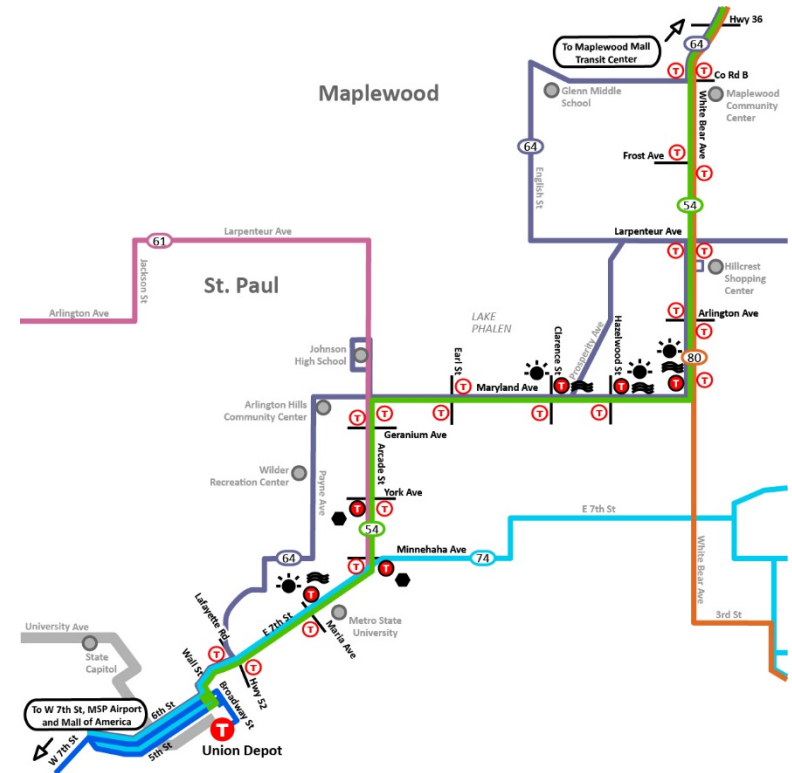 Hwy 36
64
To Maplewood Mall
Transit Center
Co Rd B
Maplewood
Glenn Middle
School
Maplewood
Community
Center
White Bear Ave
64
English St
Frost Ave
54
Larpenteur Ave
Larpenteur Ave
61
Jackson St
St. Paul
Hillcrest
Shopping
Center
Arlington Ave
Arlington Ave
LAKE
PHALEN
Johnson
High School
Earl St
Clarence St
Prosperity Ave
Hazelwood St
80
Maryland Ave
Arlington Hills
Community Center
Geranium Ave
Arcade St
Wilder
Recreation Center
Payne Ave
York Ave
54
E 7th St
Minnehaha Ave
74
64
White Bear Ave
Lafayette Rd
E 7th St
Maria Ave
Metro State
University
3rd St
University Ave
State
Capitol
Wall St
Hwy 52
Broadway St
To W 7th St, MSP Airport
and Mall of America
6th St
5th St
W 7th St
T
Union Depot